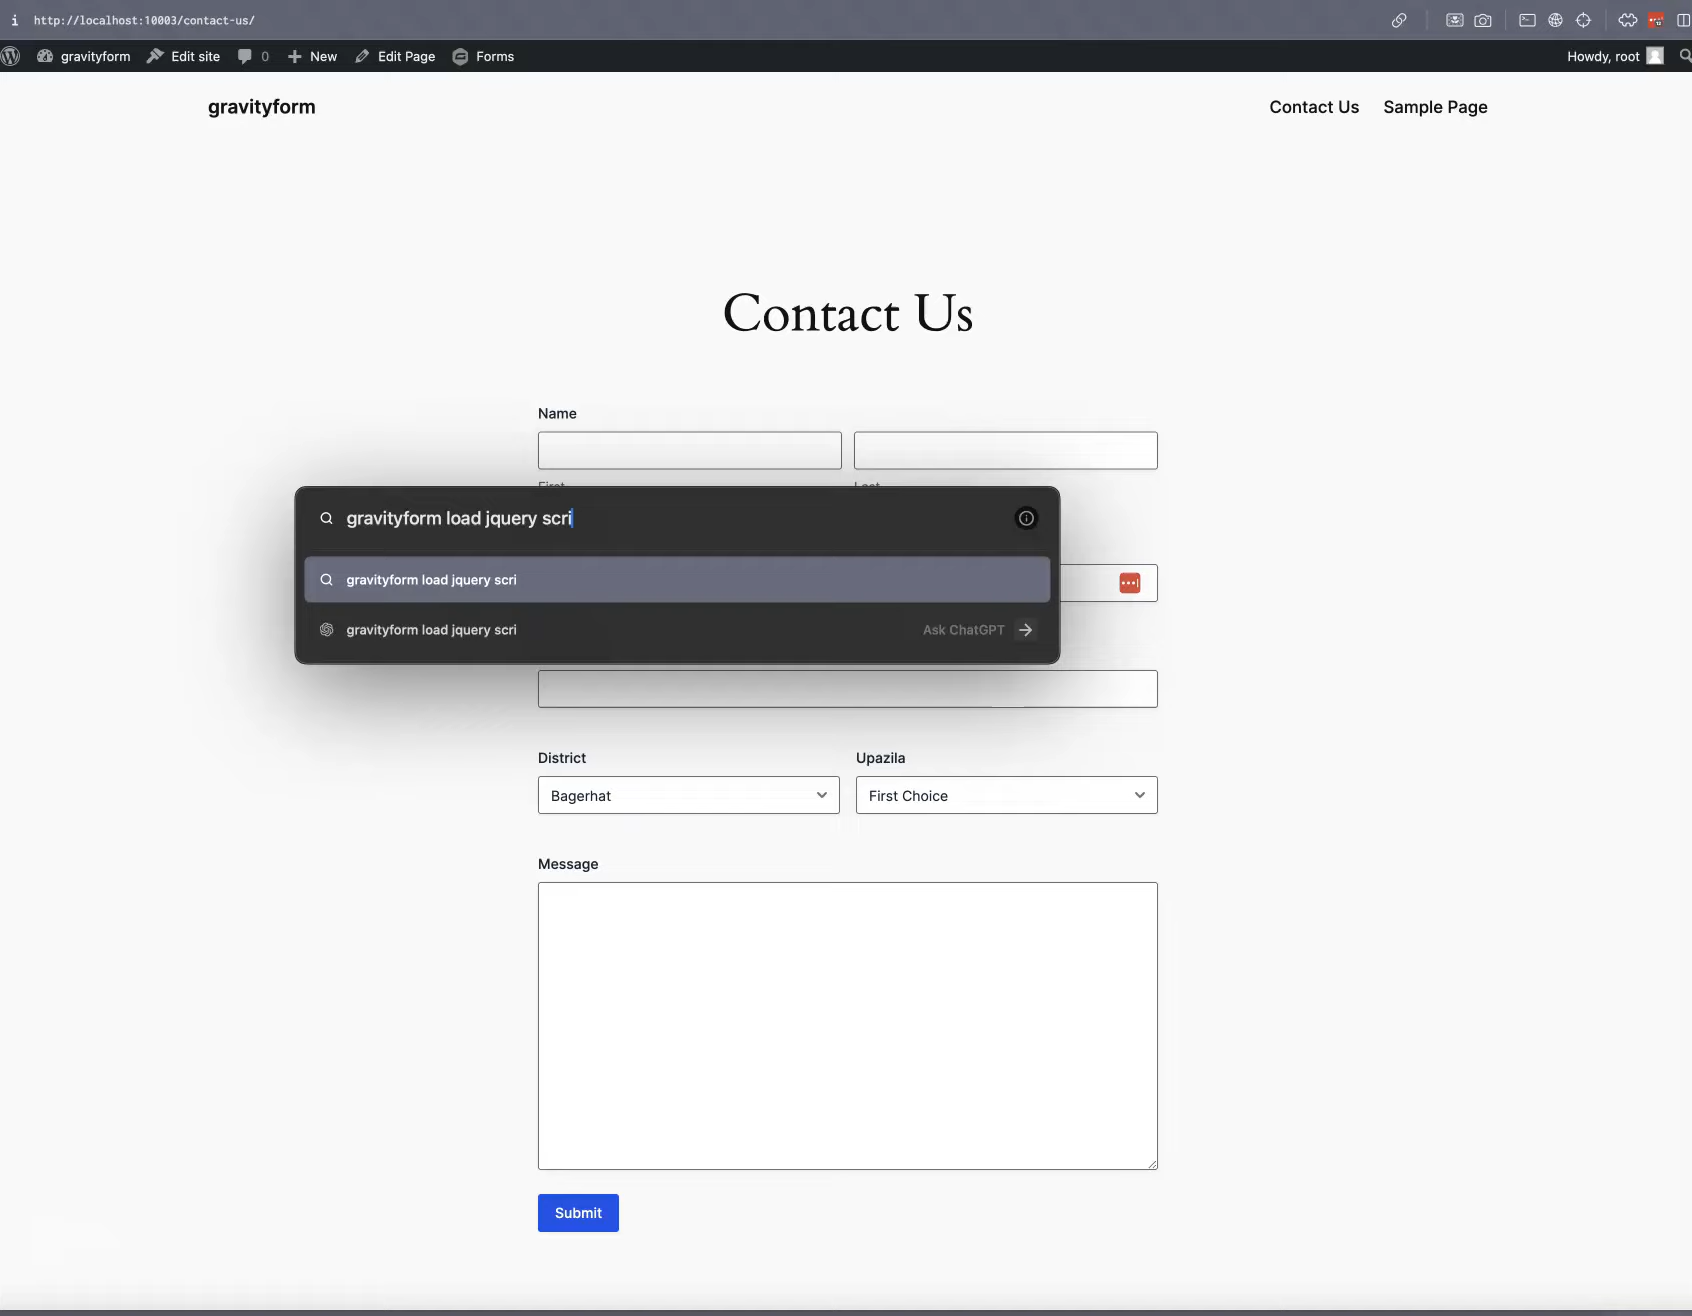 http://localhost:10003/contact-us/
gravityform Edit site 0 New Edit Page Forms Howdy, root
gravityform Contact Us Sample Page
Contact Us
Name
gravityform load jquery scri
gravityform load jquery scri
gravityform load jquery scri Ask ChatGPT
District Upazila
Bagerhat First Choice
Message
Submit